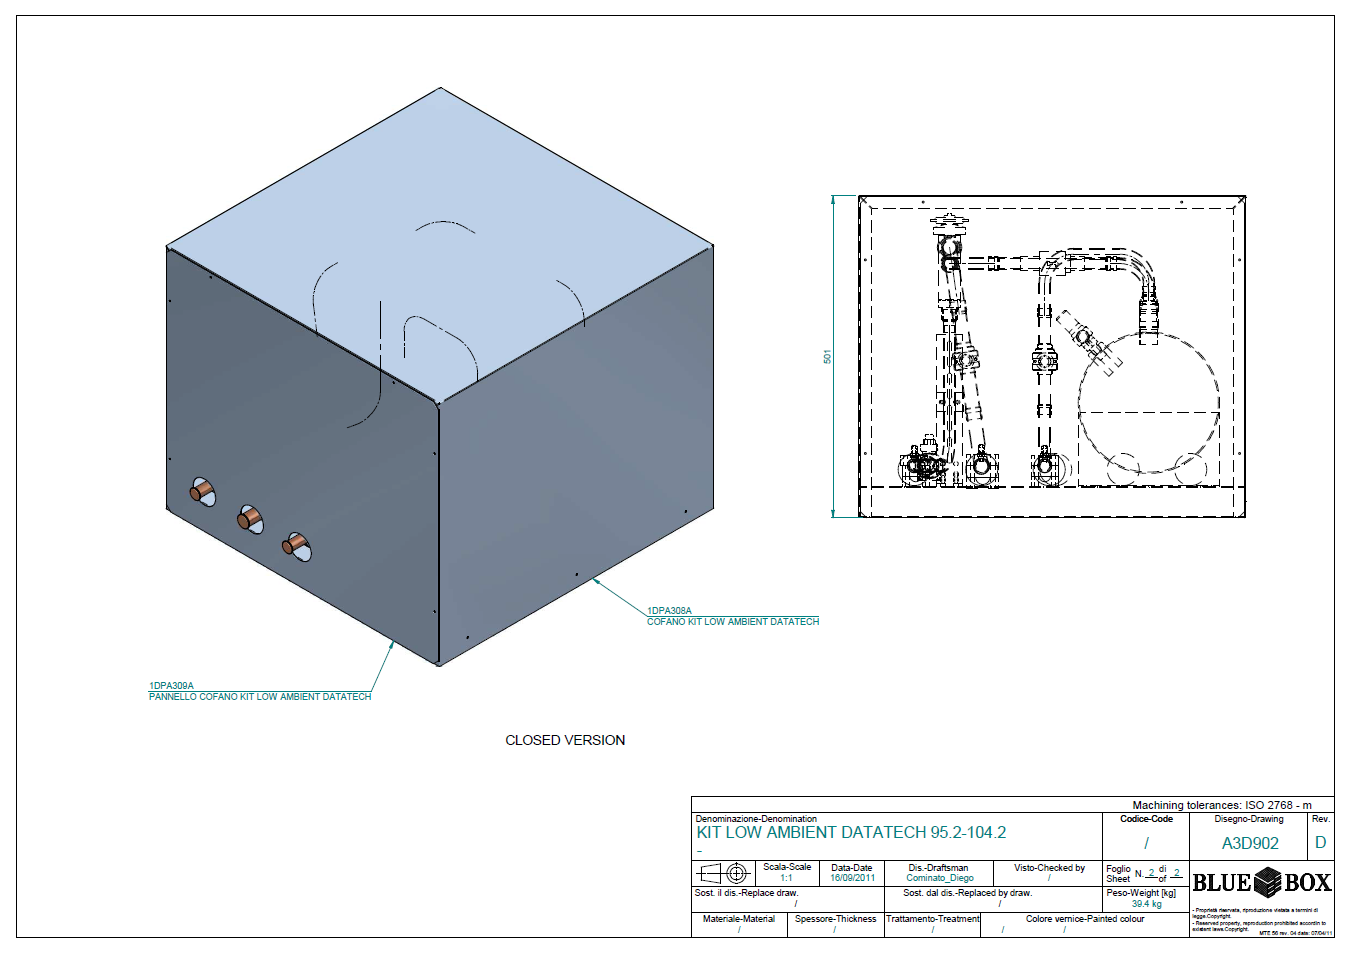 501
1DPA308A
COFANO KIT LOW AMBIENT DATATECH
1DPA309A
PANNELLO COFANO KIT LOW AMBIENT DATATECH
CLOSED VERSION
Machining tolerances: ISO 2768 - m
Denominazione-Denomination
KIT LOW AMBIENT DATATECH 95.2-104.2
–
Codice-Code
/
Disegno-Drawing
A3D902
Rev.
D
Scala-Scale
1:1
Data-Date
16/09/2011
Dis.-Draftsman
Cominato_Diego
Visto-Checked by
/
Foglio N. 2 di 2
Sheet of
Sost. il dis.-Replace draw.
/
Sost. dal dis.-Replaced by draw.
/
Peso-Weight [kg]
39.4 kg
Materiale-Material
/
Spessore-Thickness
/
Trattamento-Treatment
/
Colore vernice-Painted colour
/ /
BLUE BOX
- Proprietà riservata, riproduzione vietata a termini di
legge.Copyright.
- Reserved property, reproduction prohibited accordin to
existent laws.Copyright.
MTE 56 rev. 04 date: 07/04/11